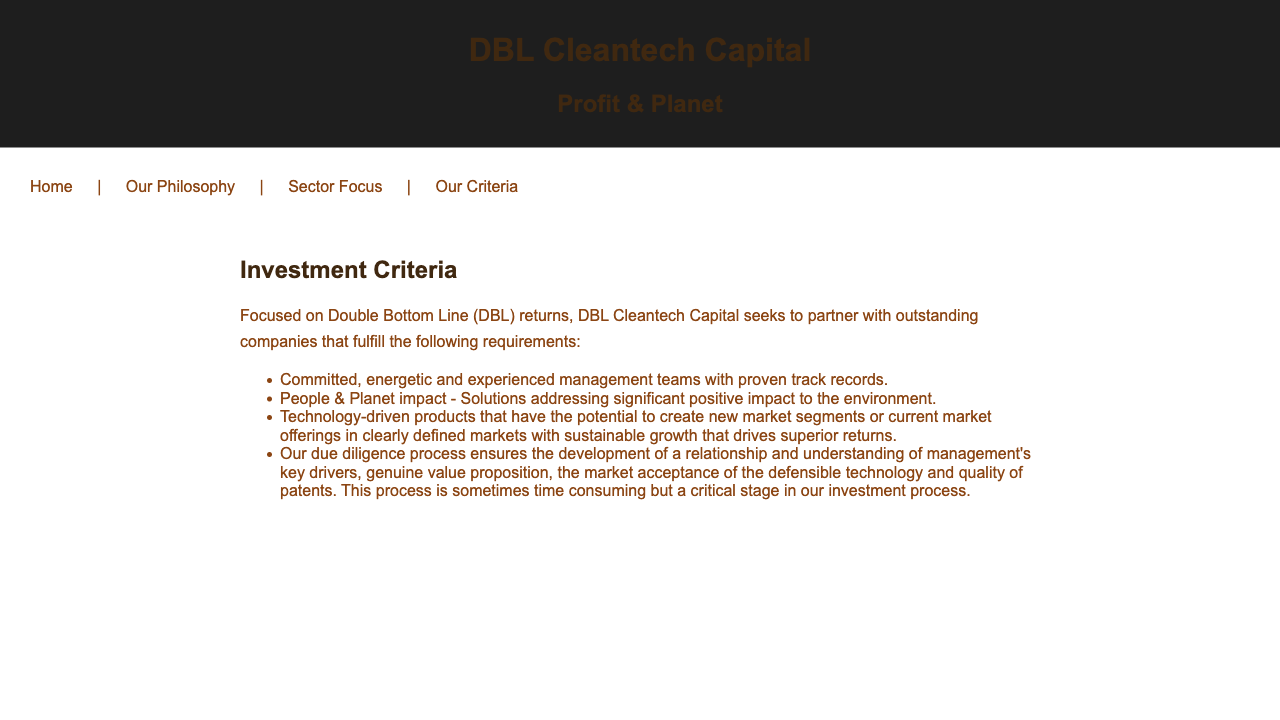 DBL Cleantech Capital
Profit & Planet
Home | Our Philosophy | Sector Focus | Our Criteria
Investment Criteria
Focused on Double Bottom Line (DBL) returns, DBL Cleantech Capital seeks to partner with outstanding
companies that fulfill the following requirements:
• Committed, energetic and experienced management teams with proven track records.
• People & Planet impact - Solutions addressing significant positive impact to the environment.
• Technology-driven products that have the potential to create new market segments or current market
offerings in clearly defined markets with sustainable growth that drives superior returns.
• Our due diligence process ensures the development of a relationship and understanding of management's
key drivers, genuine value proposition, the market acceptance of the defensible technology and quality of
patents. This process is sometimes time consuming but a critical stage in our investment process.